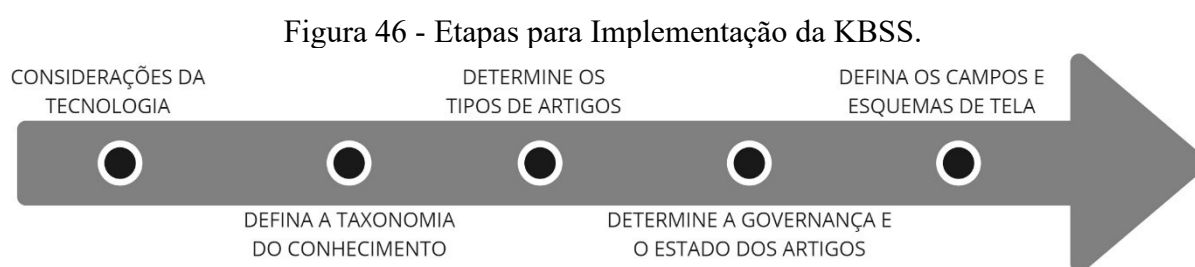 Figura 46 - Etapas para Implementação da KBSS.
CONSIDERAÇÕES DA
TECNOLOGIA
DEFINA A TAXONOMIA
DO CONHECIMENTO
DETERMINE OS
TIPOS DE ARTIGOS
DETERMINE A GOVERNANÇA E
O ESTADO DOS ARTIGOS
DEFINA OS CAMPOS E
ESQUEMAS DE TELA